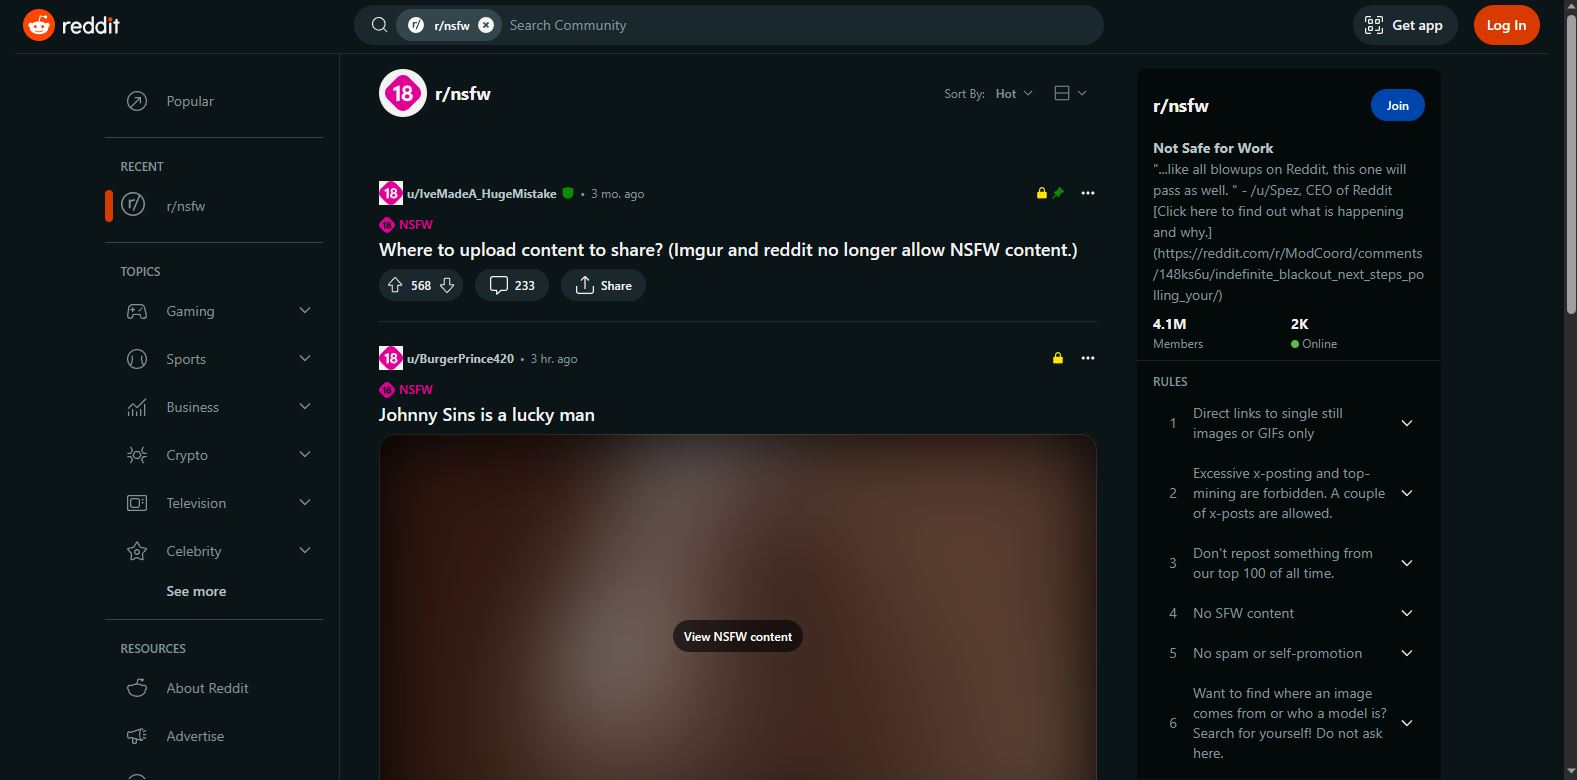 reddit
r/
r/nsfw
Search Community
Get app
Log In
Popular
RECENT
r/
r/nsfw
TOPICS
Gaming
Sports
Business
Crypto
Television
Celebrity
See more
RESOURCES
About Reddit
Advertise
18
r/nsfw
Sort By:
Hot
18
u/IveMadeA_HugeMistake
• 3 mo. ago
18
NSFW
Where to upload content to share? (Imgur and reddit no longer allow NSFW content.)
568
233
Share
18
u/BurgerPrince420 • 3 hr. ago
18
NSFW
Johnny Sins is a lucky man
View NSFW content
r/nsfw
Join
Not Safe for Work
"...like all blowups on Reddit, this one will
pass as well. " - /u/Spez, CEO of Reddit
[Click here to find out what is happening
and why.]
(https://reddit.com/r/ModCoord/comments
/148ks6u/indefinite_blackout_next_steps_po
lling_your/)
4.1M
Members
2K
Online
RULES
1
Direct links to single still
images or GIFs only
2
Excessive x-posting and top-
mining are forbidden. A couple
of x-posts are allowed.
3
Don't repost something from
our top 100 of all time.
4
No SFW content
5
No spam or self-promotion
6
Want to find where an image
comes from or who a model is?
Search for yourself! Do not ask
here.